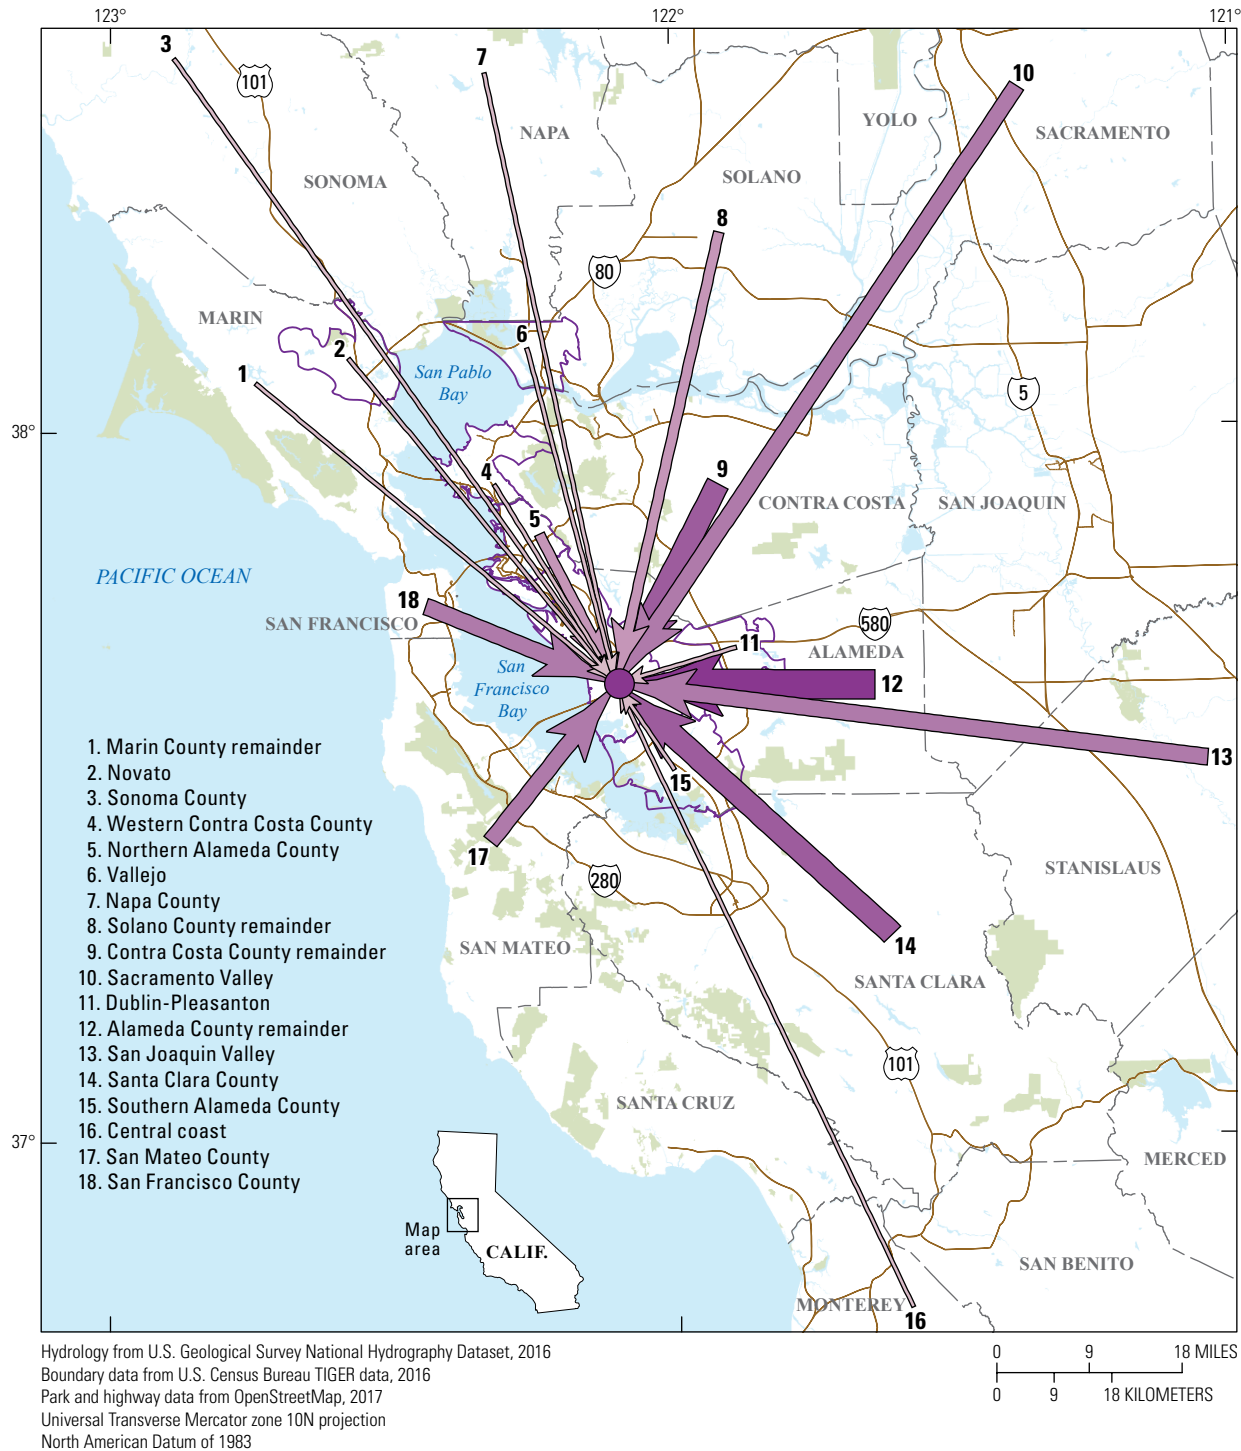 123°
122°
121°
3
7
10
101
NAPA
YOLO
SACRAMENTO
SONOMA
SOLANO
8
80
MARIN
6
2
1
San Pablo
Bay
5
38°
4
9
CONTRA COSTA
SAN JOAQUIN
5
PACIFIC OCEAN
18
SAN FRANCISCO
580
11
ALAMEDA
San
Francisco
Bay
12
13
15
17
280
STANISLAUS
14
SAN MATEO
SANTA CLARA
101
SANTA CRUZ
37°
MERCED
SAN BENITO
MONTEREY
16
1. Marin County remainder
2. Novato
3. Sonoma County
4. Western Contra Costa County
5. Northern Alameda County
6. Vallejo
7. Napa County
8. Solano County remainder
9. Contra Costa County remainder
10. Sacramento Valley
11. Dublin-Pleasanton
12. Alameda County remainder
13. San Joaquin Valley
14. Santa Clara County
15. Southern Alameda County
16. Central coast
17. San Mateo County
18. San Francisco County
Map
area
CALIF.
Hydrology from U.S. Geological Survey National Hydrography Dataset, 2016
Boundary data from U.S. Census Bureau TIGER data, 2016
Park and highway data from OpenStreetMap, 2017
Universal Transverse Mercator zone 10N projection
North American Datum of 1983
0 9 18 MILES
0 9 18 KILOMETERS